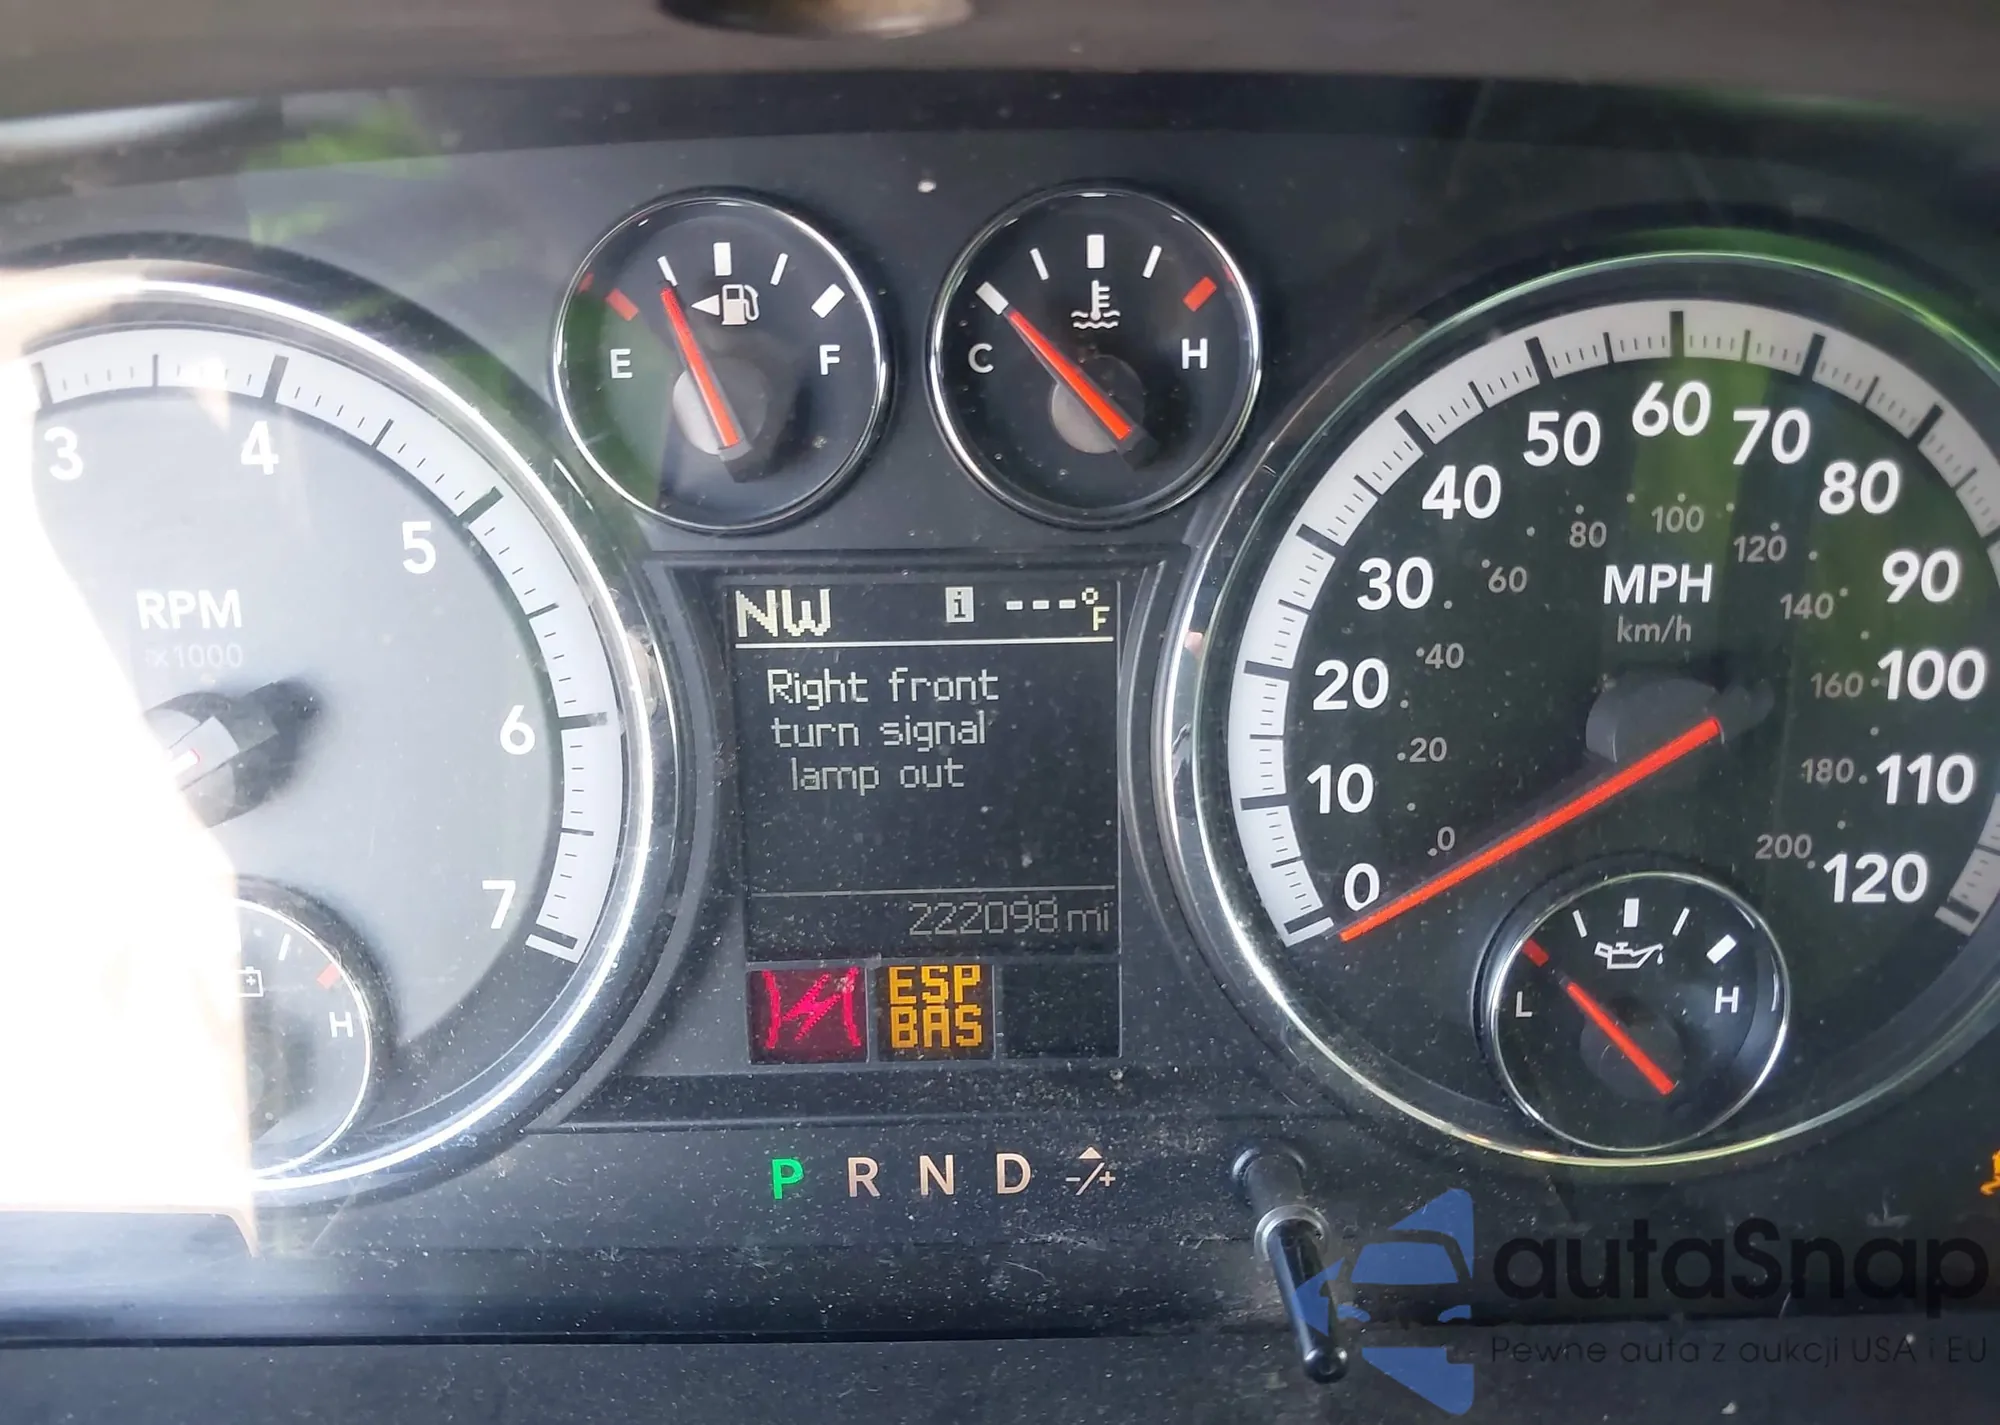 3
4
5
6
7
RPM
x1000
H
E
F
C
H
NW i ---°F
Right front
turn signal
lamp out
222098 mi
ESP
BAS
P R N D -/+
0
10
20
30
40
50
60
70
80
90
100
110
120
MPH
km/h
0
20
40
60
80
100
120
140
160
180
200
L
H
autaSnap
Pewne auta z aukcji USA i EU